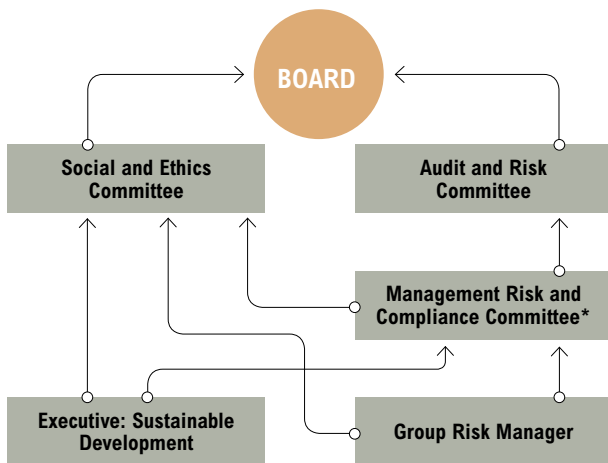 BOARD
Social and Ethics
Committee
Audit and Risk
Committee
Management Risk and
Compliance Committee*
Executive: Sustainable
Development
Group Risk Manager